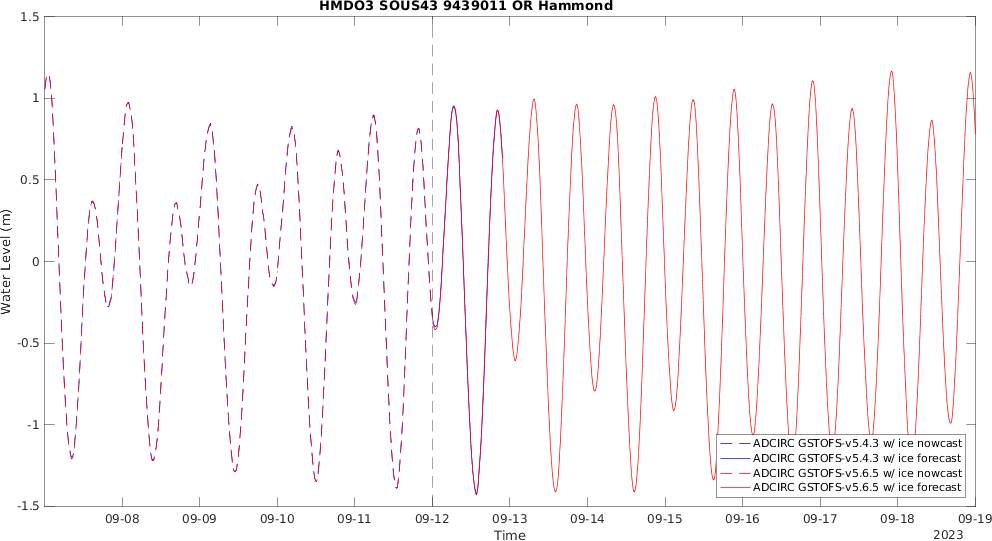 HMDO3 SOUS43 9439011 OR Hammond
1.5
1
0.5
0
-0.5
-1
-1.5
Water Level (m)
ADCIRC GSTOFS-v5.4.3 w/ ice nowcast
ADCIRC GSTOFS-v5.4.3 w/ ice forecast
ADCIRC GSTOFS-v5.6.5 w/ ice nowcast
ADCIRC GSTOFS-v5.6.5 w/ ice forecast
09-08 09-09 09-10 09-11 09-12 09-13 09-14 09-15 09-16 09-17 09-18 09-19
Time
2023